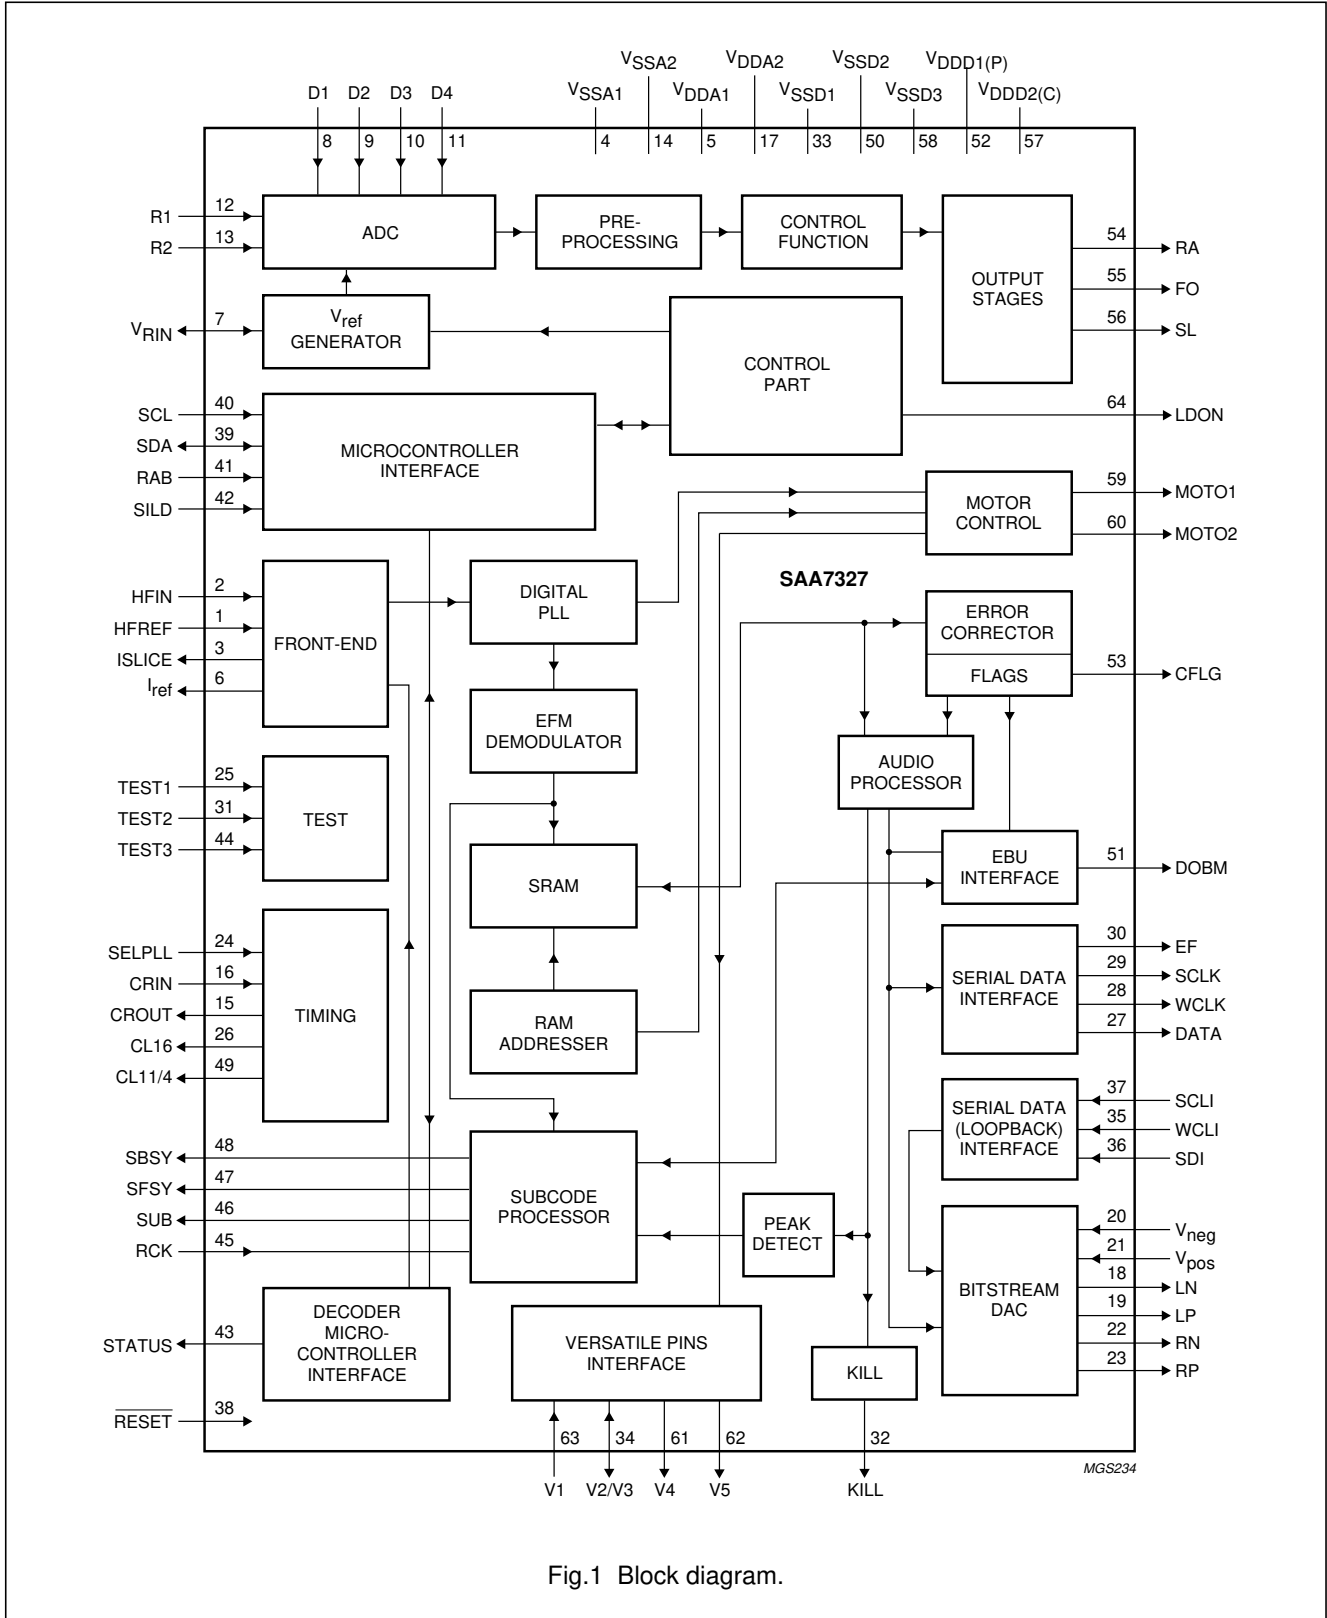 VSSA2 VDDA2 VSSD2 VDDD1(P)
D1 D2 D3 D4 VSSA1 VDDA1 VSSD1 VSSD3 VDDD2(C)
8 9 10 11 4 14 5 17 33 50 58 52 57
R1 12
R2 13
ADC
PRE-
PROCESSING
CONTROL
FUNCTION
OUTPUT
STAGES
54 RA
55 FO
56 SL
VRIN 7
Vref
GENERATOR
CONTROL
PART
64 LDON
SCL 40
SDA 39
RAB 41
SILD 42
MICROCONTROLLER
INTERFACE
MOTOR
CONTROL
59 MOTO1
60 MOTO2
SAA7327
HFIN 2
HFREF 1
ISLICE 3
Iref 6
FRONT-END
DIGITAL
PLL
ERROR
CORRECTOR
FLAGS
53 CFLG
EFM
DEMODULATOR
AUDIO
PROCESSOR
TEST1 25
TEST2 31
TEST3 44
TEST
SRAM
EBU
INTERFACE
51 DOBM
SELPLL 24
CRIN 16
CROUT 15
CL16 26
CL11/4 49
TIMING
RAM
ADDRESSER
SERIAL DATA
INTERFACE
30 EF
29 SCLK
28 WCLK
27 DATA
SERIAL DATA
(LOOPBACK)
INTERFACE
37 SCLI
35 WCLI
36 SDI
SBSY 48
SFSY 47
SUB 46
RCK 45
SUBCODE
PROCESSOR
PEAK
DETECT
BITSTREAM
DAC
20 Vneg
21 Vpos
18 LN
19 LP
22 RN
23 RP
STATUS 43
DECODER
MICRO-
CONTROLLER
INTERFACE
VERSATILE PINS
INTERFACE
KILL
RESET 38
63 34 61 62 32
V1 V2/V3 V4 V5 KILL
MGS234
Fig.1 Block diagram.